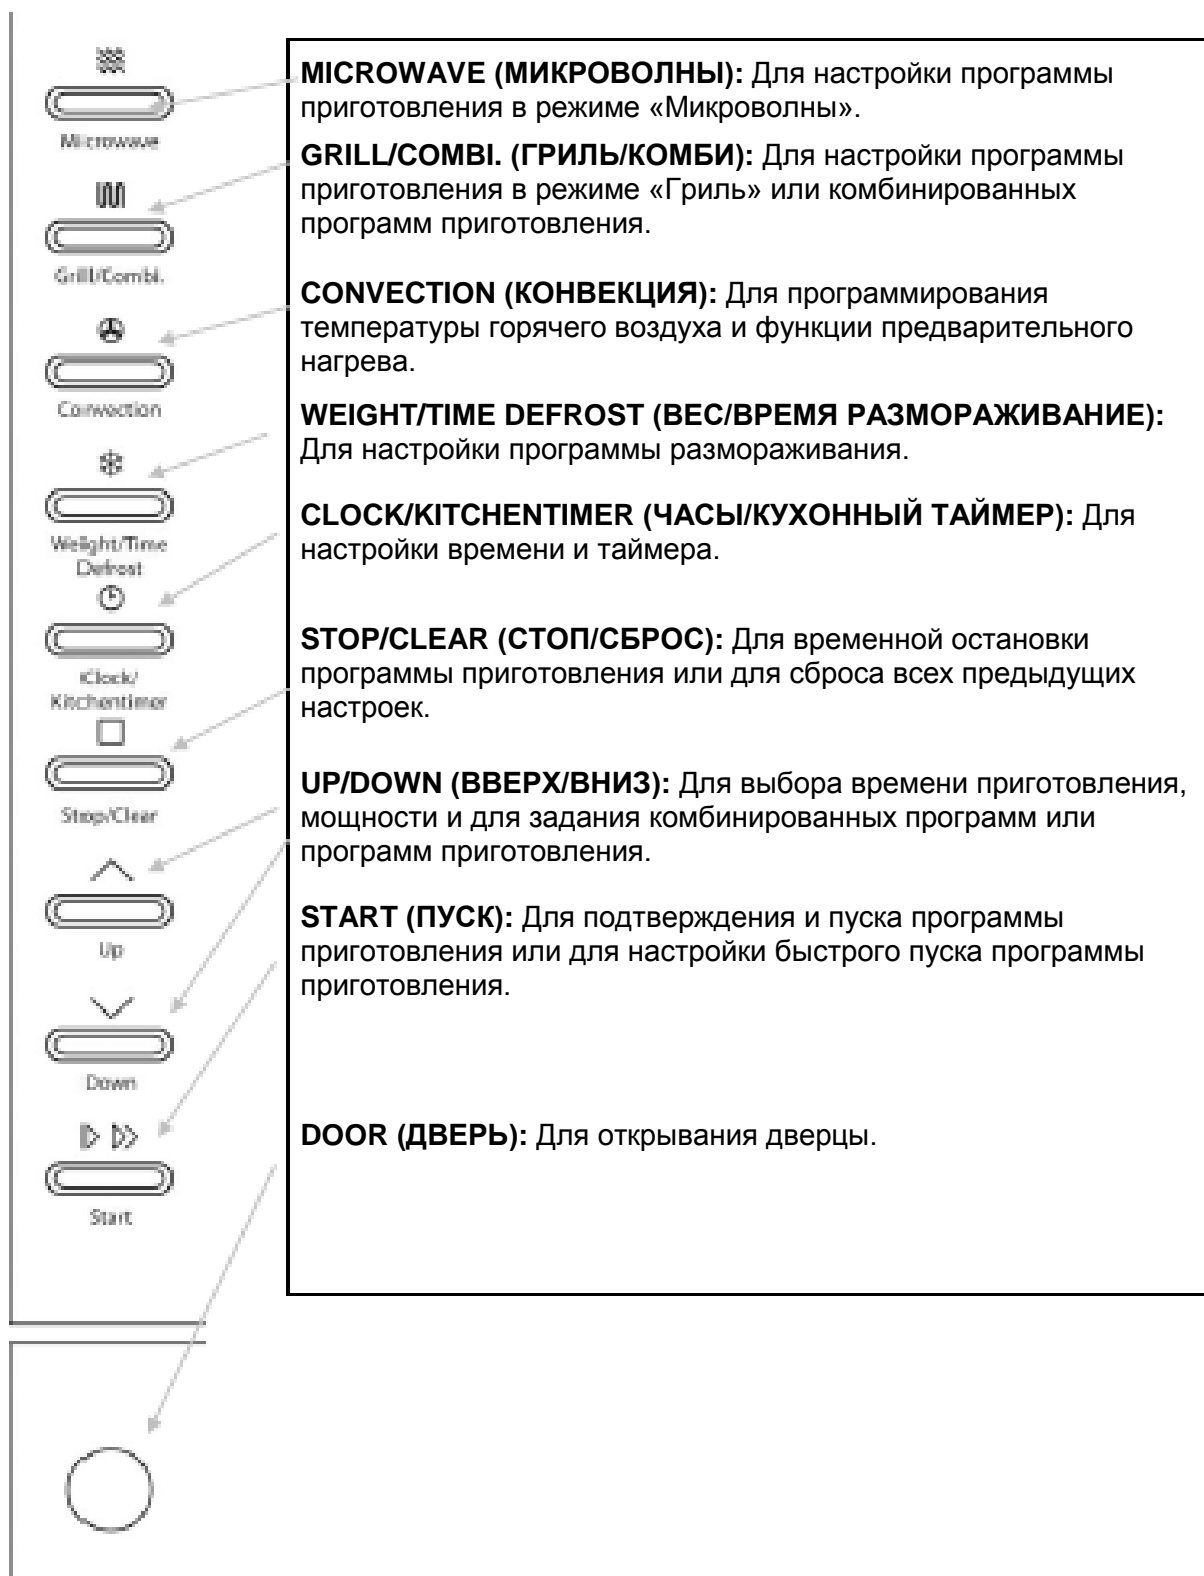 Microwave
Grill/Combi.
Convection
Weight/Time
Defrost
Clock/
Kitchentimer
Stop/Clear
Up
Down
Start
MICROWAVE (МИКРОВОЛНЫ): Для настройки программы
приготовления в режиме «Микроволны».
GRILL/COMBI. (ГРИЛЬ/КОМБИ): Для настройки программы
приготовления в режиме «Гриль» или комбинированных
программ приготовления.
CONVECTION (КОНВЕКЦИЯ): Для программирования
температуры горячего воздуха и функции предварительного
нагрева.
WEIGHT/TIME DEFROST (ВЕС/ВРЕМЯ РАЗМОРАЖИВАНИЕ):
Для настройки программы размораживания.
CLOCK/KITCHENTIMER (ЧАСЫ/КУХОННЫЙ ТАЙМЕР): Для
настройки времени и таймера.
STOP/CLEAR (СТОП/СБРОС): Для временной остановки
программы приготовления или для сброса всех предыдущих
настроек.
UP/DOWN (ВВЕРХ/ВНИЗ): Для выбора времени приготовления,
мощности и для задания комбинированных программ или
программ приготовления.
START (ПУСК): Для подтверждения и пуска программы
приготовления или для настройки быстрого пуска программы
приготовления.
DOOR (ДВЕРЬ): Для открывания дверцы.